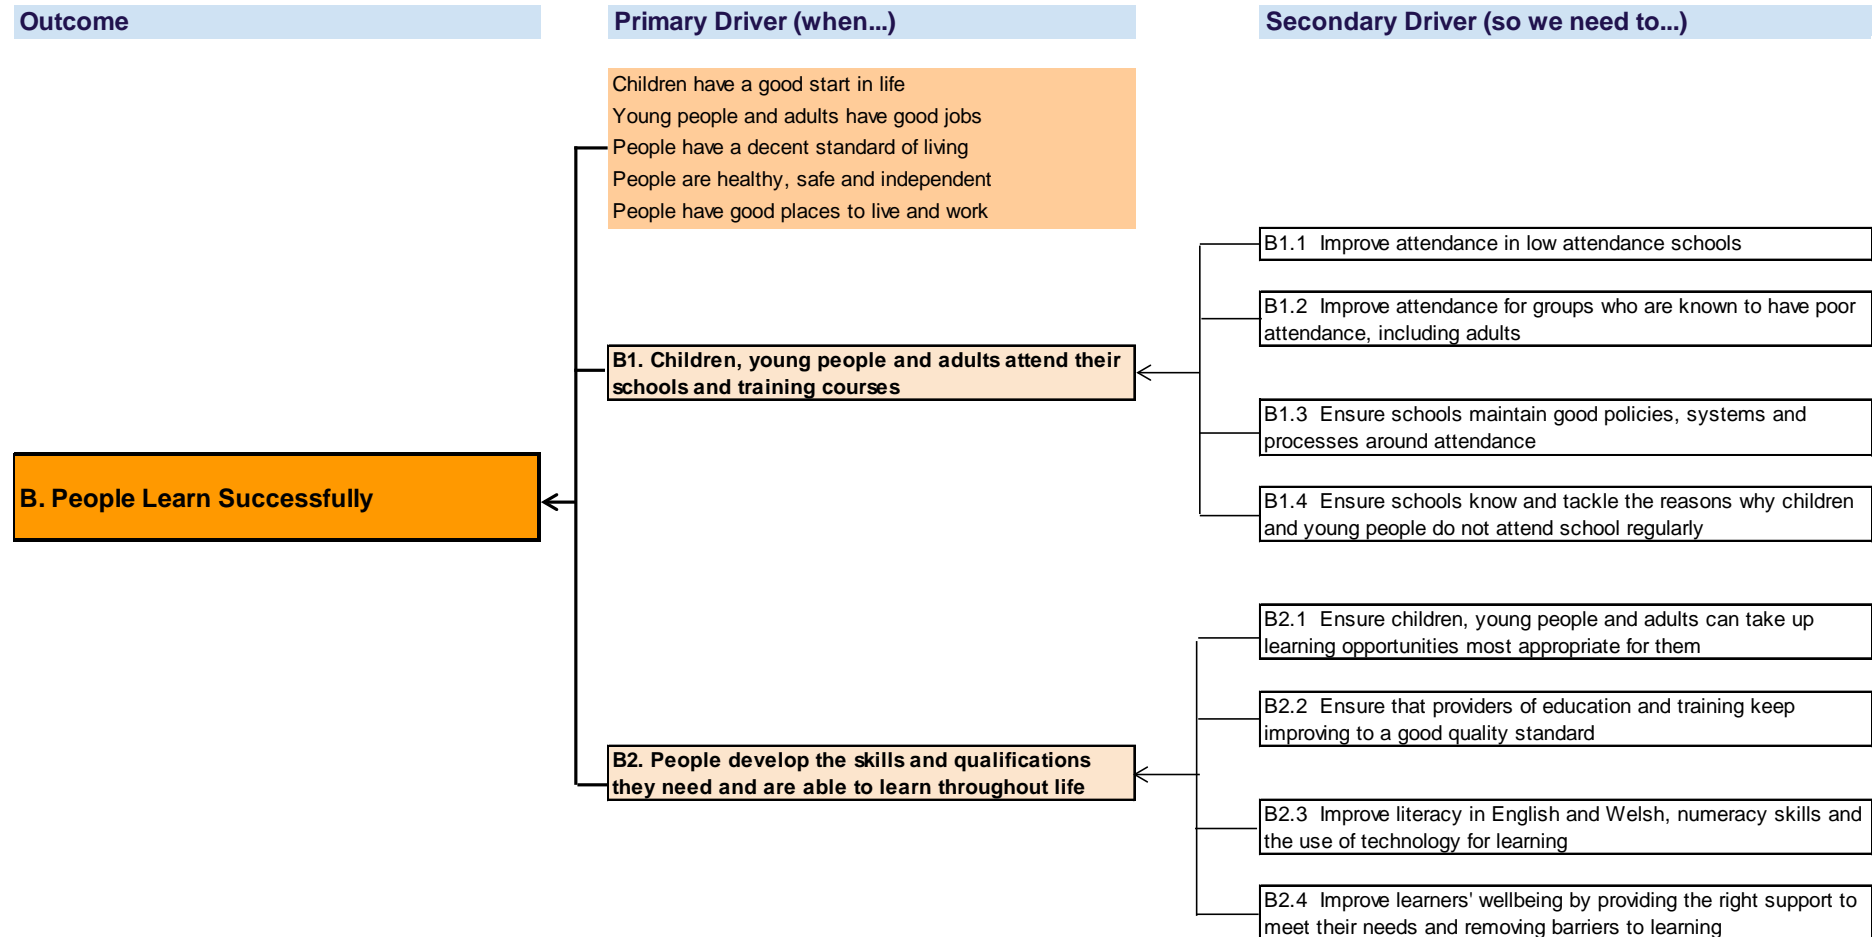 Outcome
Primary Driver (when...)
Secondary Driver (so we need to...)
Children have a good start in life
Young people and adults have good jobs
People have a decent standard of living
People are healthy, safe and independent
People have good places to live and work
B1.1 Improve attendance in low attendance schools
B1.2 Improve attendance for groups who are known to have poor
attendance, including adults
B1. Children, young people and adults attend their
schools and training courses
B1.3 Ensure schools maintain good policies, systems and
processes around attendance
B. People Learn Successfully
B1.4 Ensure schools know and tackle the reasons why children
and young people do not attend school regularly
B2.1 Ensure children, young people and adults can take up
learning opportunities most appropriate for them
B2.2 Ensure that providers of education and training keep
improving to a good quality standard
B2. People develop the skills and qualifications
they need and are able to learn throughout life
B2.3 Improve literacy in English and Welsh, numeracy skills and
the use of technology for learning
B2.4 Improve learners' wellbeing by providing the right support to
meet their needs and removing barriers to learning